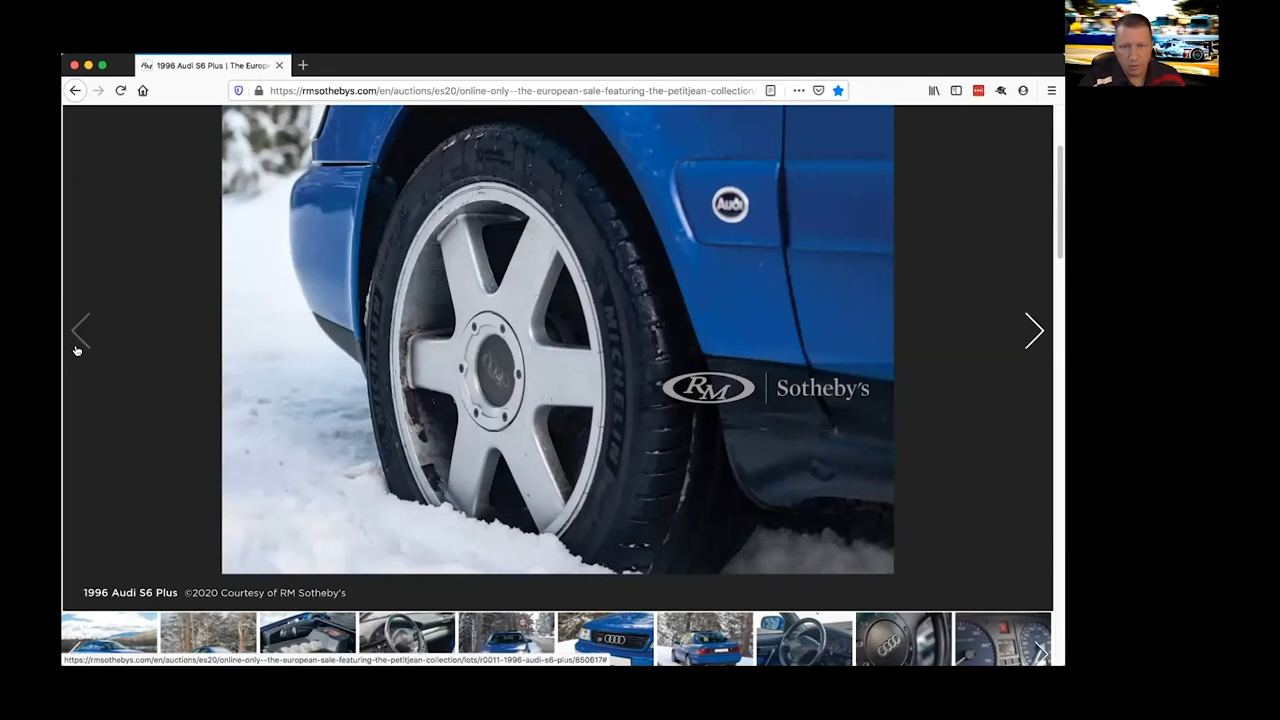 1996 Audi S6 Plus | The Europe
https://rmsothebys.com/en/auctions/es20/online-only--the-european-sale-featuring-the-petitjean-collection/
Audi
MICHELIN
RM Sotheby's
1996 Audi S6 Plus ©2020 Courtesy of RM Sotheby's
https://rmsothebys.com/en/auctions/es20/online-only--the-european-sale-featuring-the-petitjean-collection/lots/r0011-1996-audi-s6-plus/850617#